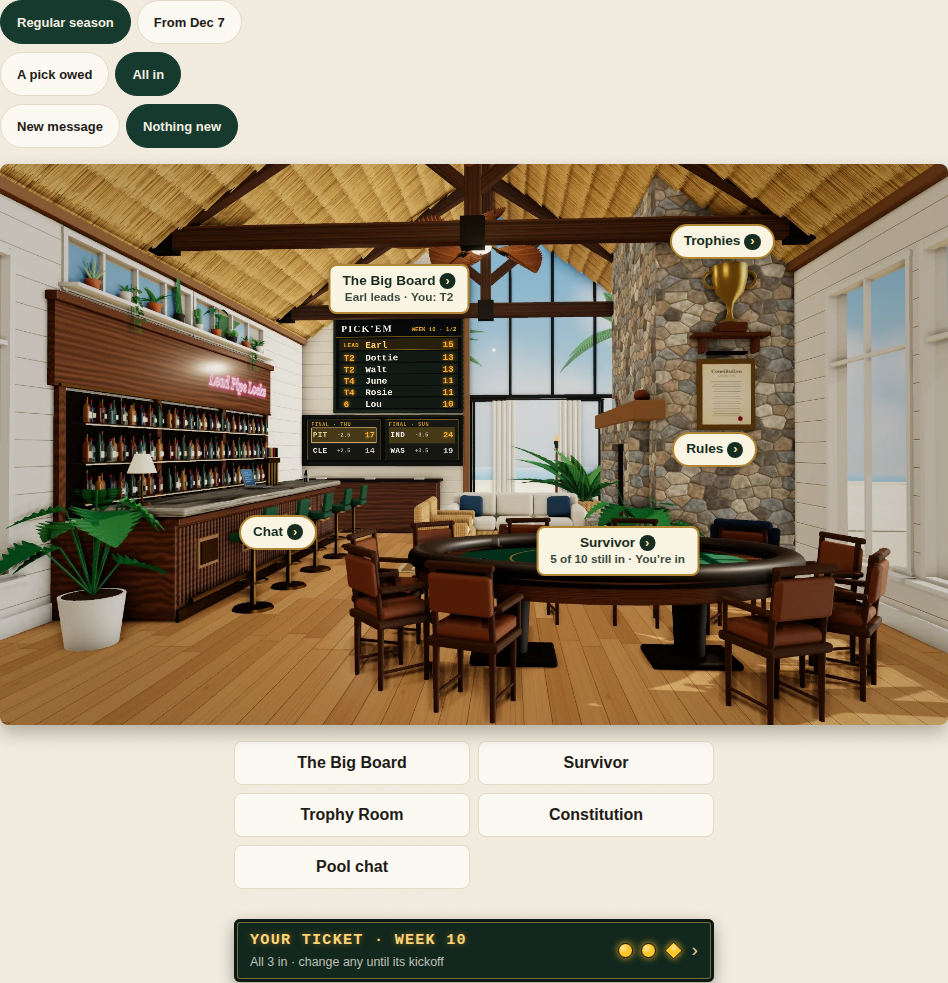 Regular season
From Dec 7
A pick owed
All in
New message
Nothing new
Trophies ›
The Big Board ›
Earl leads · You: T2
PICK'EM
WEEK 10 · 1/2
LEAD Earl 15
T2 Dottie 13
T2 Walt 13
T4 June 11
T4 Rosie 11
6 Lou 10
FINAL · THU
PIT -2.5 17
CLE +2.5 14
FINAL · SUN
IND -3.5 24
WAS +3.5 19
Lead Pipe Locks
Constitution
Rules ›
Chat ›
Survivor ›
5 of 10 still in · You're in
The Big Board
Survivor
Trophy Room
Constitution
Pool chat
YOUR TICKET · WEEK 10
All 3 in · change any until its kickoff
›